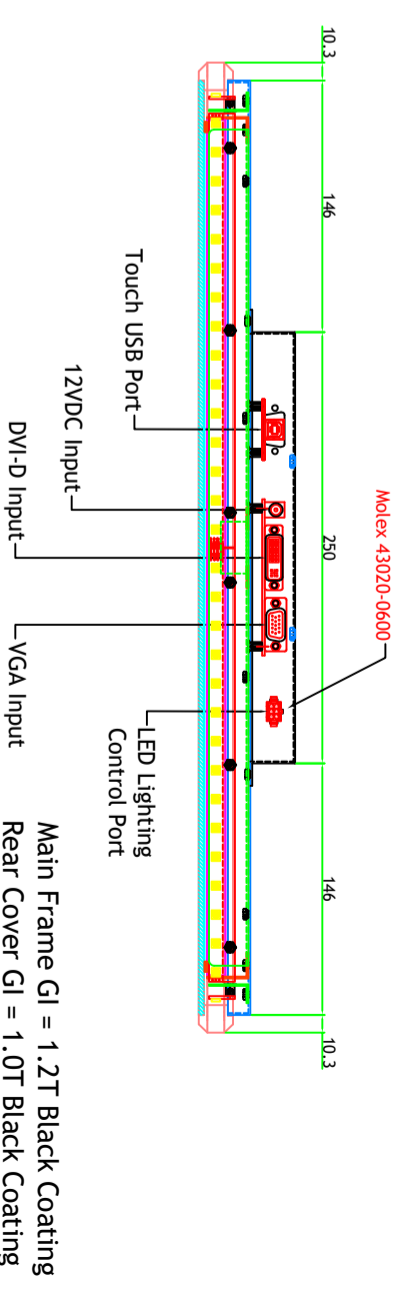 10.3
146
250
146
10.3
Molex 43020-0600
Touch USB Port
12VDC Input
DVI-D Input
VGA Input
LED Lighting
Control Port
Main Frame GI = 1.2T Black Coating
Rear Cover GI = 1.0T Black Coating